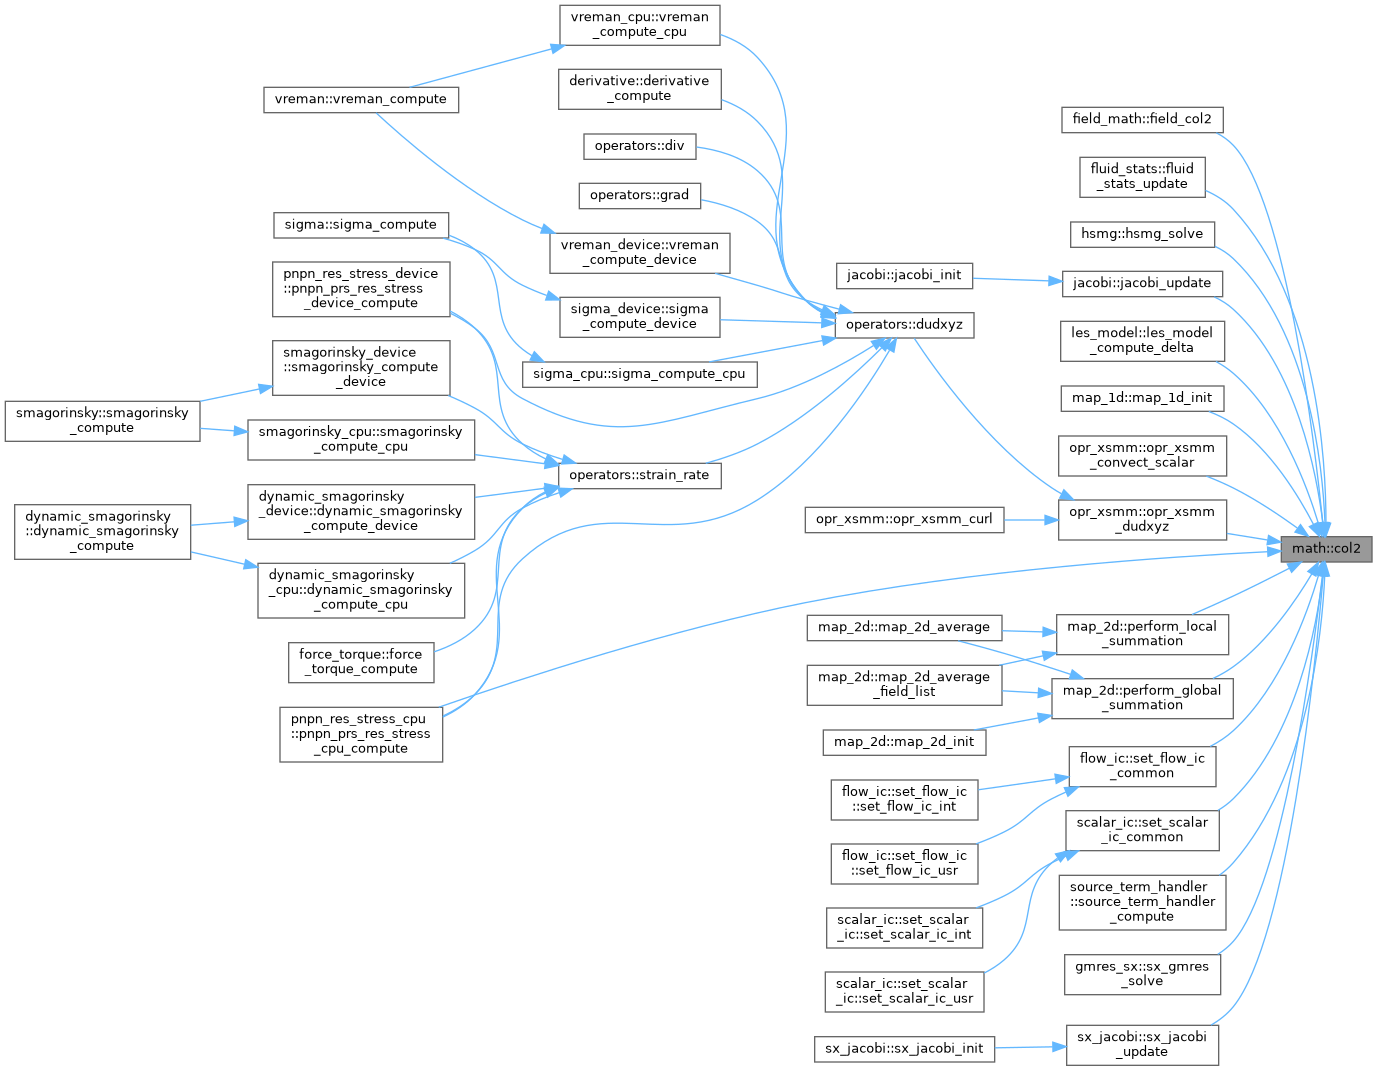 vreman_cpu::vreman
_compute_cpu
derivative::derivative
_compute
vreman::vreman_compute
operators::div
operators::grad
sigma::sigma_compute
vreman_device::vreman
_compute_device
pnpn_res_stress_device
::pnpn_prs_res_stress
_device_compute
sigma_device::sigma
_compute_device
smagorinsky_device
::smagorinsky_compute
_device
sigma_cpu::sigma_compute_cpu
smagorinsky::smagorinsky
_compute
smagorinsky_cpu::smagorinsky
_compute_cpu
operators::strain_rate
dynamic_smagorinsky
_device::dynamic_smagorinsky
_compute_device
dynamic_smagorinsky
::dynamic_smagorinsky
_compute
dynamic_smagorinsky
_cpu::dynamic_smagorinsky
_compute_cpu
force_torque::force
_torque_compute
pnpn_res_stress_cpu
::pnpn_prs_res_stress
_cpu_compute
jacobi::jacobi_init
operators::dudxyz
opr_xsmm::opr_xsmm_curl
map_2d::map_2d_average
map_2d::map_2d_average
_field_list
map_2d::map_2d_init
flow_ic::set_flow_ic
::set_flow_ic_int
flow_ic::set_flow_ic
::set_flow_ic_usr
scalar_ic::set_scalar
_ic::set_scalar_ic_int
scalar_ic::set_scalar
_ic::set_scalar_ic_usr
sx_jacobi::sx_jacobi_init
field_math::field_col2
fluid_stats::fluid
_stats_update
hsmg::hsmg_solve
jacobi::jacobi_update
les_model::les_model
_compute_delta
map_1d::map_1d_init
opr_xsmm::opr_xsmm
_convect_scalar
opr_xsmm::opr_xsmm
_dudxyz
map_2d::perform_local
_summation
map_2d::perform_global
_summation
flow_ic::set_flow_ic
_common
scalar_ic::set_scalar
_ic_common
source_term_handler
::source_term_handler
_compute
gmres_sx::sx_gmres
_solve
sx_jacobi::sx_jacobi
_update
math::col2